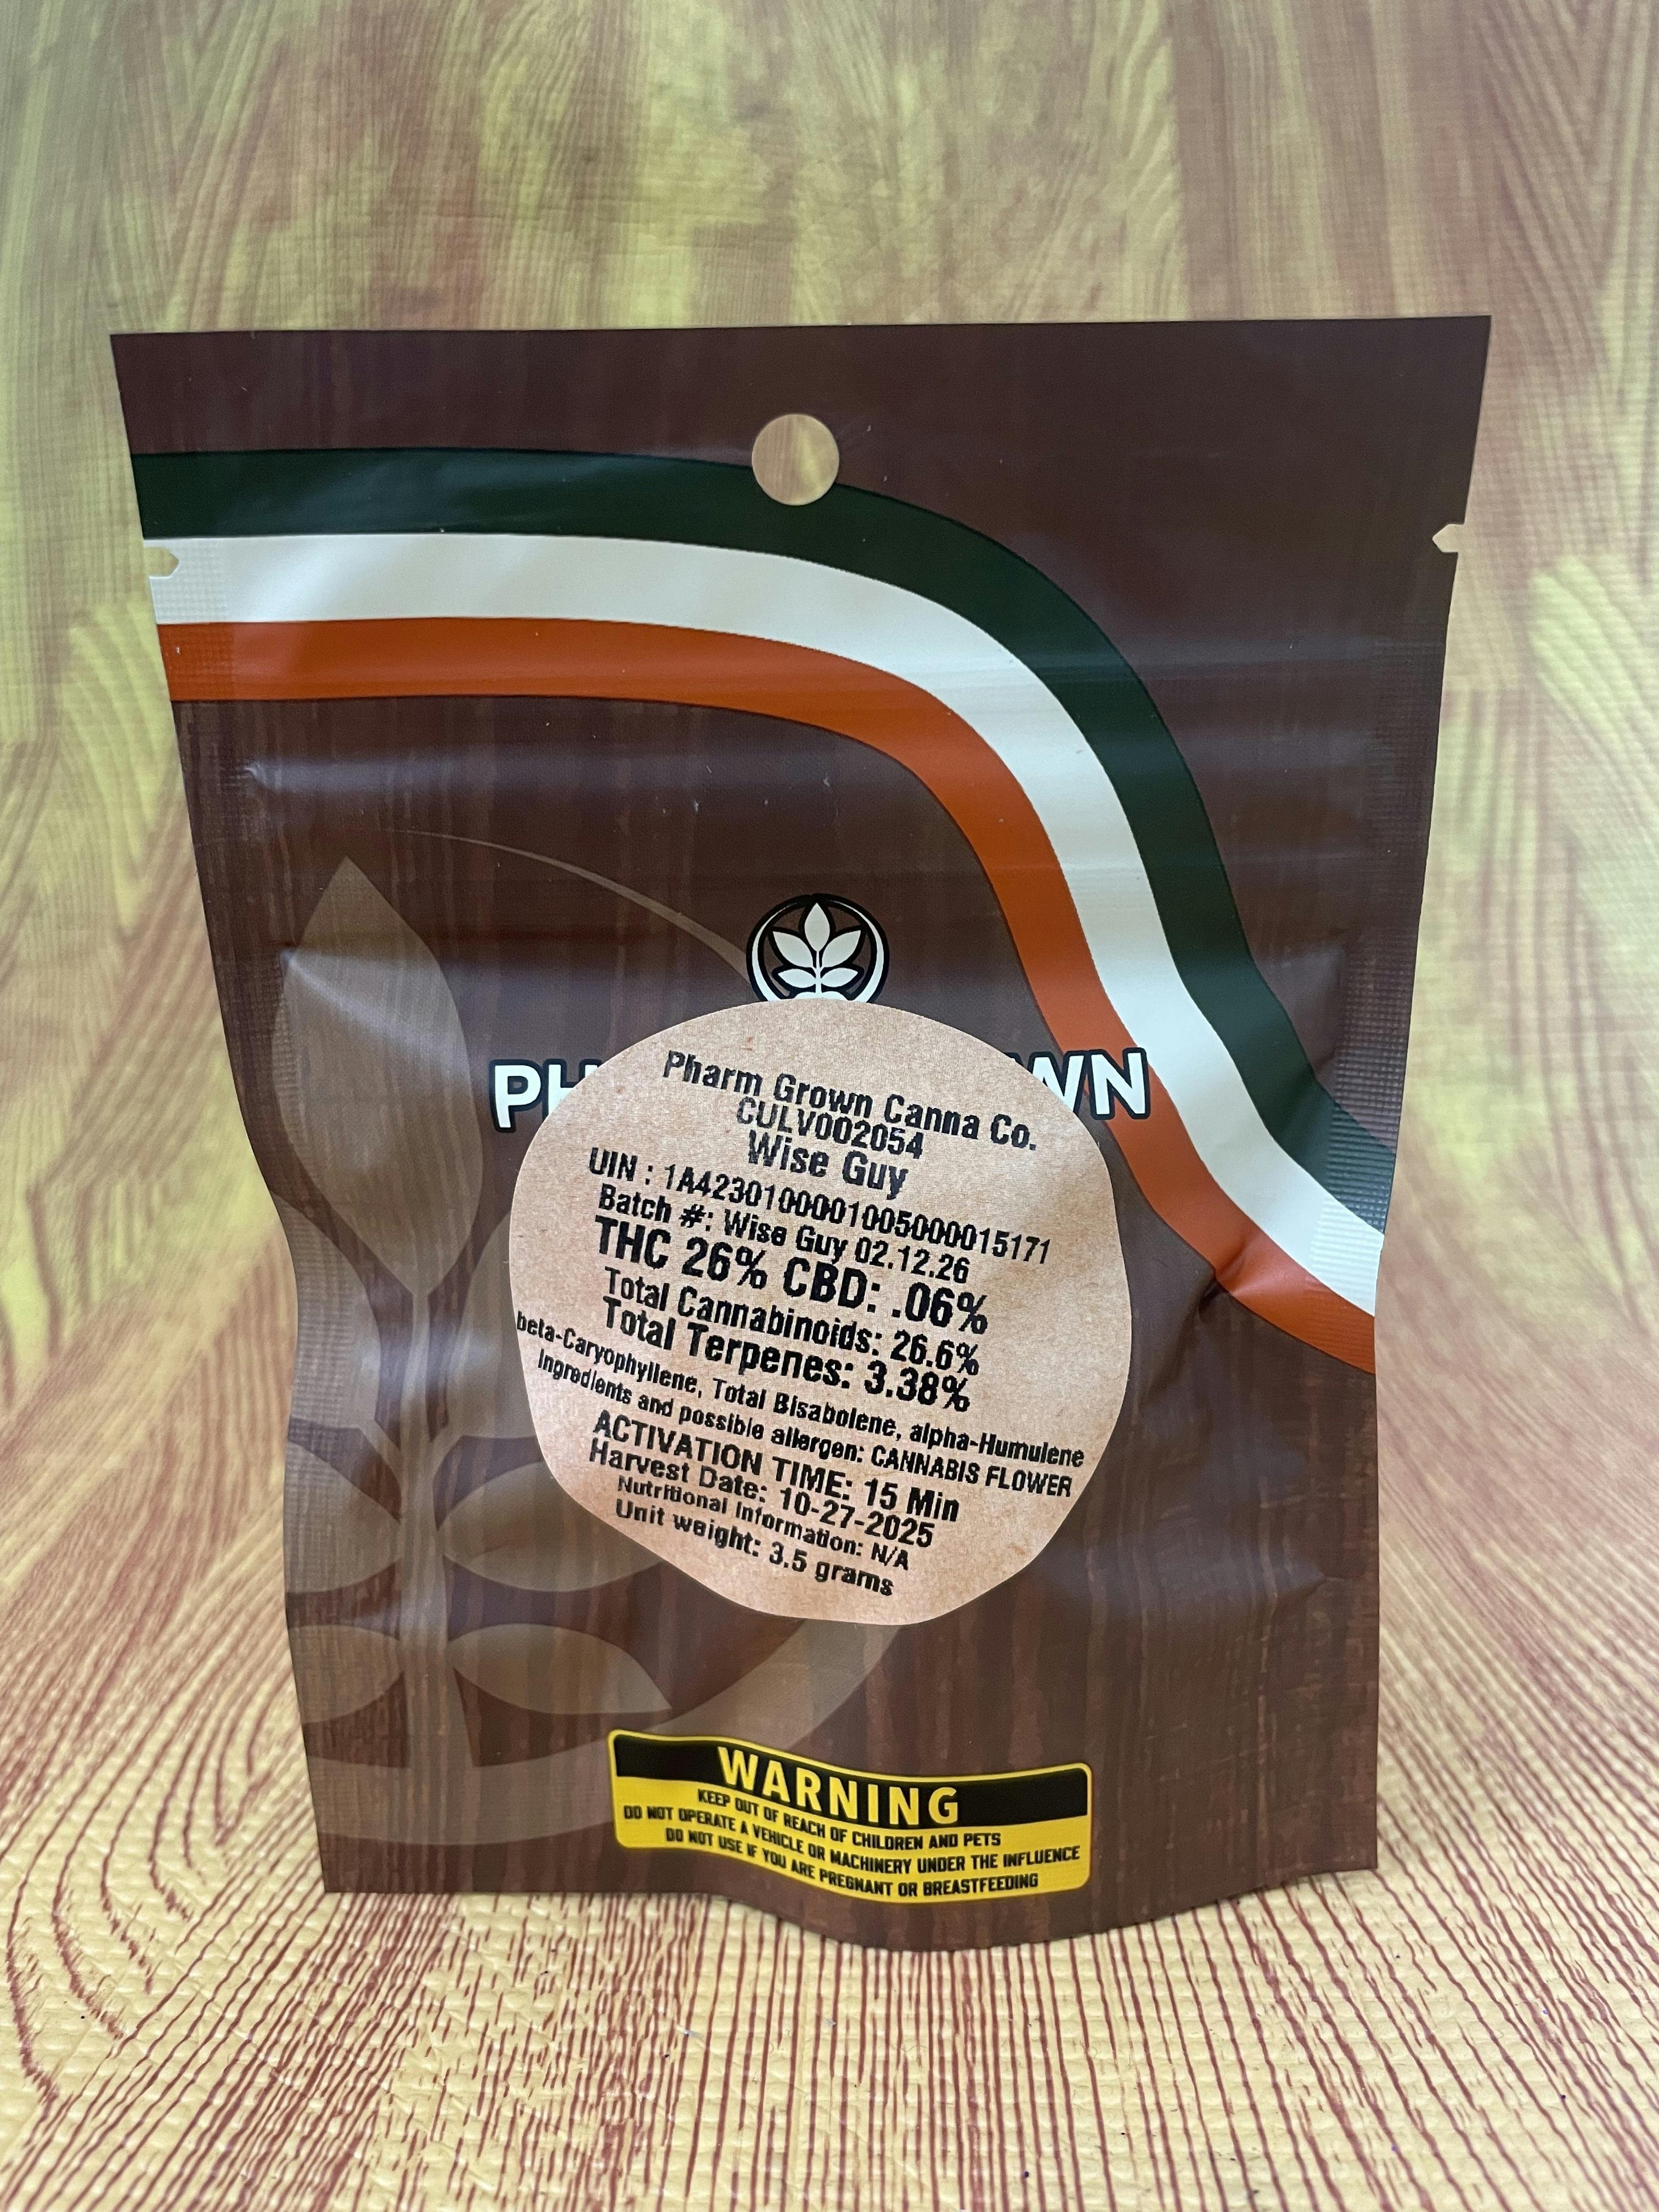 PH WN
Pharm Grown Canna Co.
CULV002054
Wise Guy
UIN : 1A4230100001005000015171
Batch #: Wise Guy 02.12.26
THC 26% CBD: .06%
Total Cannabinoids: 26.6%
Total Terpenes: 3.38%
beta-Caryophyllene, Total Bisabolene, alpha-Humulene
Ingredients and possible allergen: CANNABIS FLOWER
ACTIVATION TIME: 15 Min
Harvest Date: 10-27-2025
Nutritional Information: N/A
Unit weight: 3.5 grams
WARNING
KEEP OUT OF REACH OF CHILDREN AND PETS
DO NOT OPERATE A VEHICLE OR MACHINERY UNDER THE INFLUENCE
DO NOT USE IF YOU ARE PREGNANT OR BREASTFEEDING